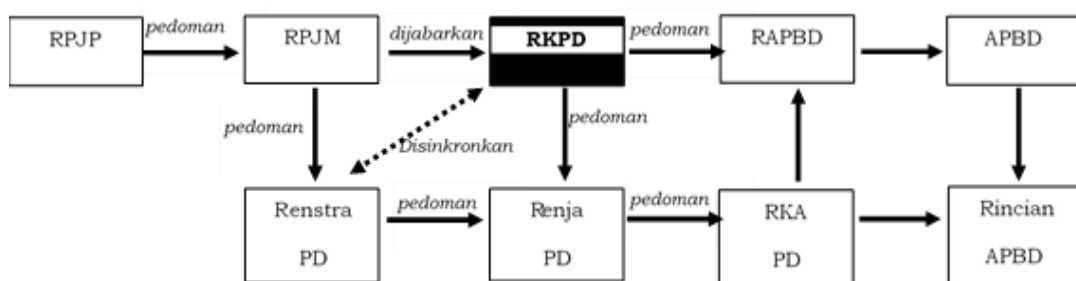 RPJP
pedoman
RPJM
dijabarkan
RKPD
pedoman
RAPBD
APBD
pedoman
Disinkronkan
pedoman
Renstra
PD
pedoman
Renja
PD
pedoman
RKA
PD
Rincian
APBD